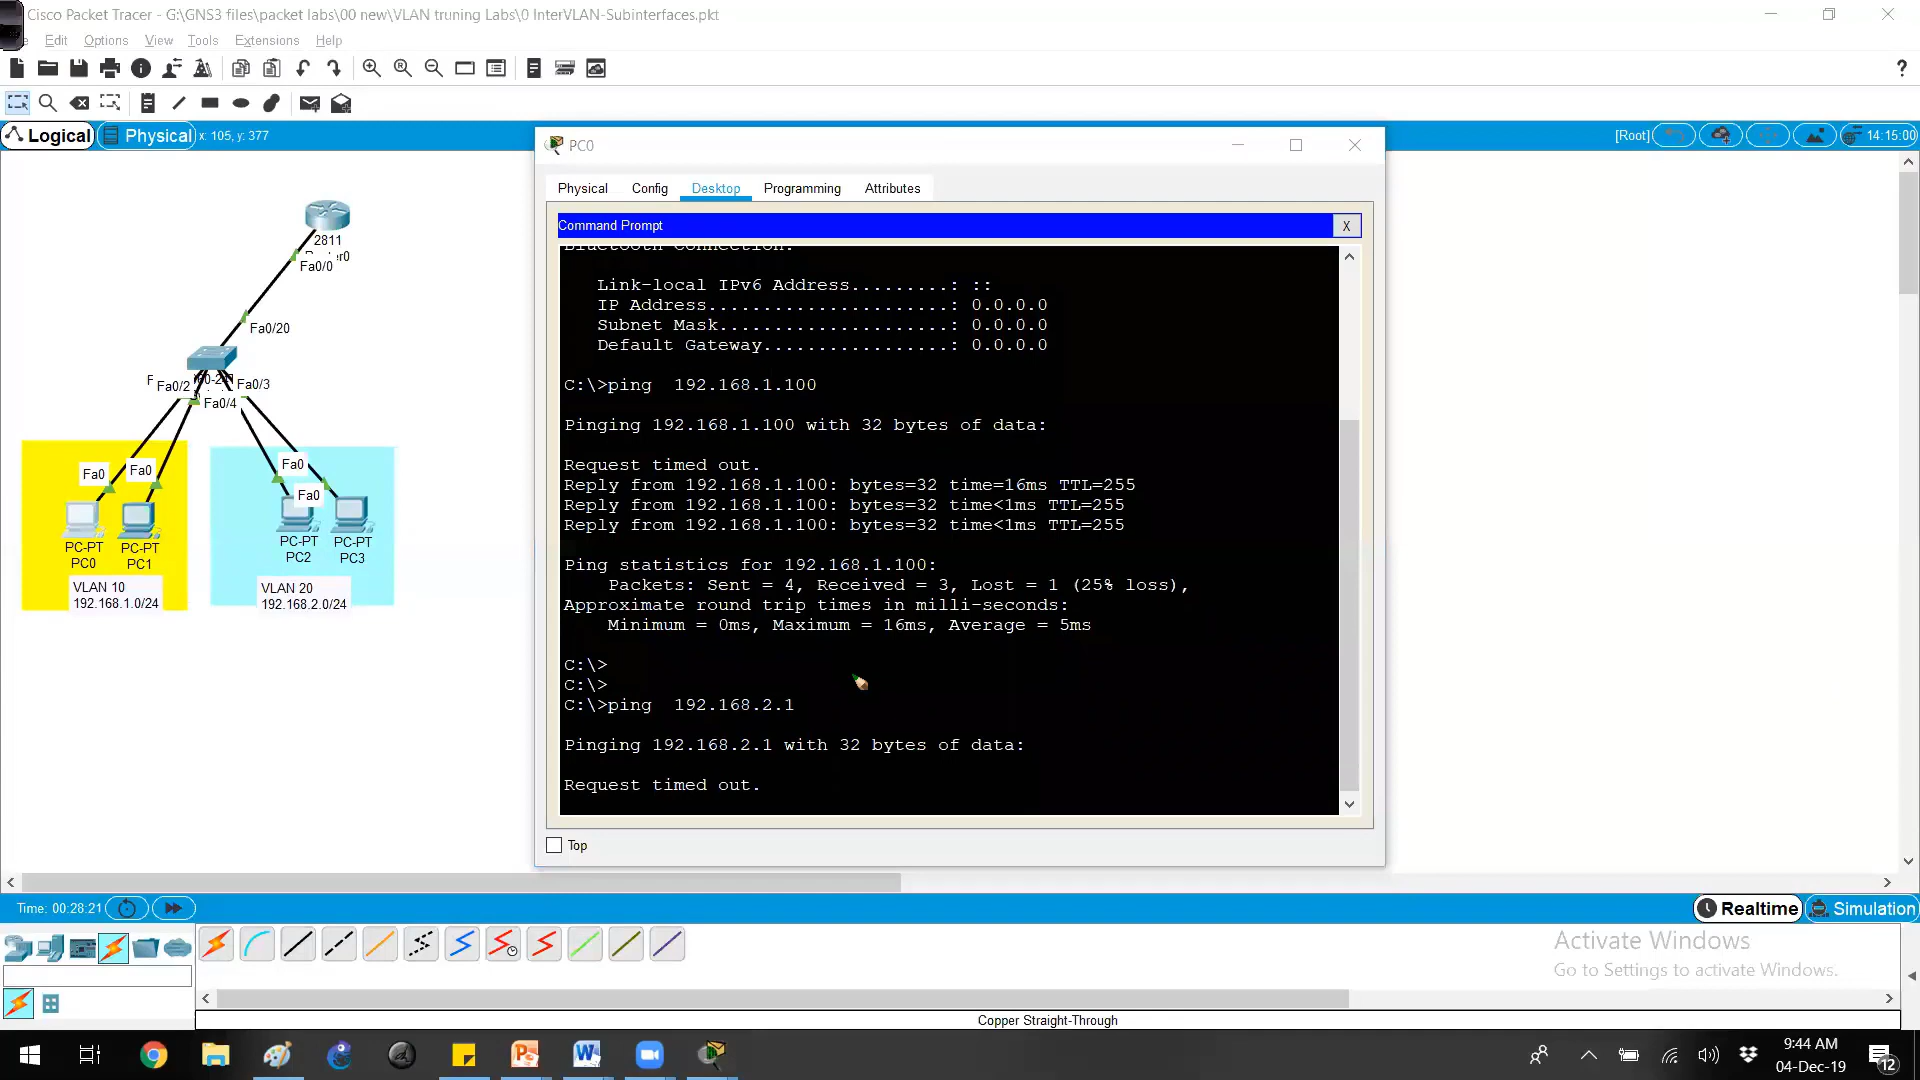 Cisco Packet Tracer - G:\GNS3 files\packet labs\00 new\VLAN truning Labs\0 InterVLAN-Subinterfaces.pkt
Edit Options View Tools Extensions Help
?
Logical Physical x: 105, y: 377
[Root] 14:15:00
2811
Fa0/0
Fa0/20
Fa0/2
Fa0/3
Fa0/4
Fa0
Fa0
Fa0
Fa0
PC-PT
PC0
PC-PT
PC1
PC-PT
PC2
PC-PT
PC3
VLAN 10
192.168.1.0/24
VLAN 20
192.168.2.0/24
PC0
Physical Config Desktop Programming Attributes
Command Prompt X
Bluetooth Connection:
Link-local IPv6 Address.........: ::
IP Address......................: 0.0.0.0
Subnet Mask.....................: 0.0.0.0
Default Gateway.................: 0.0.0.0
C:\>ping  192.168.1.100
Pinging 192.168.1.100 with 32 bytes of data:
Request timed out.
Reply from 192.168.1.100: bytes=32 time=16ms TTL=255
Reply from 192.168.1.100: bytes=32 time<1ms TTL=255
Reply from 192.168.1.100: bytes=32 time<1ms TTL=255
Ping statistics for 192.168.1.100:
Packets: Sent = 4, Received = 3, Lost = 1 (25% loss),
Approximate round trip times in milli-seconds:
Minimum = 0ms, Maximum = 16ms, Average = 5ms
C:\>
C:\>
C:\>ping  192.168.2.1
Pinging 192.168.2.1 with 32 bytes of data:
Request timed out.
Top
Time: 00:28:21
Realtime Simulation
Activate Windows
Go to Settings to activate Windows.
Copper Straight-Through
9:44 AM
04-Dec-19
12